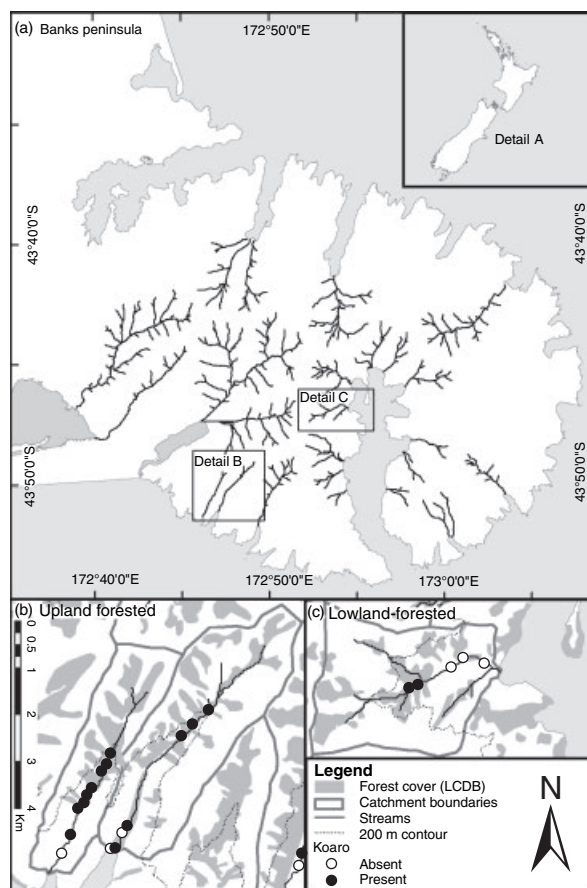 (a) Banks peninsula
172°50'0"E
Detail A
43°40'0"S
43°40'0"S
Detail C
Detail B
43°50'0"S
43°50'0"S
172°40'0"E
172°50'0"E
173°0'0"E
(b) Upland forested
(c) Lowland-forested
0
0.5
1
2
3
4
Km
Legend
Forest cover (LCDB)
Catchment boundaries
Streams
200 m contour
Koaro
Absent
Present
N